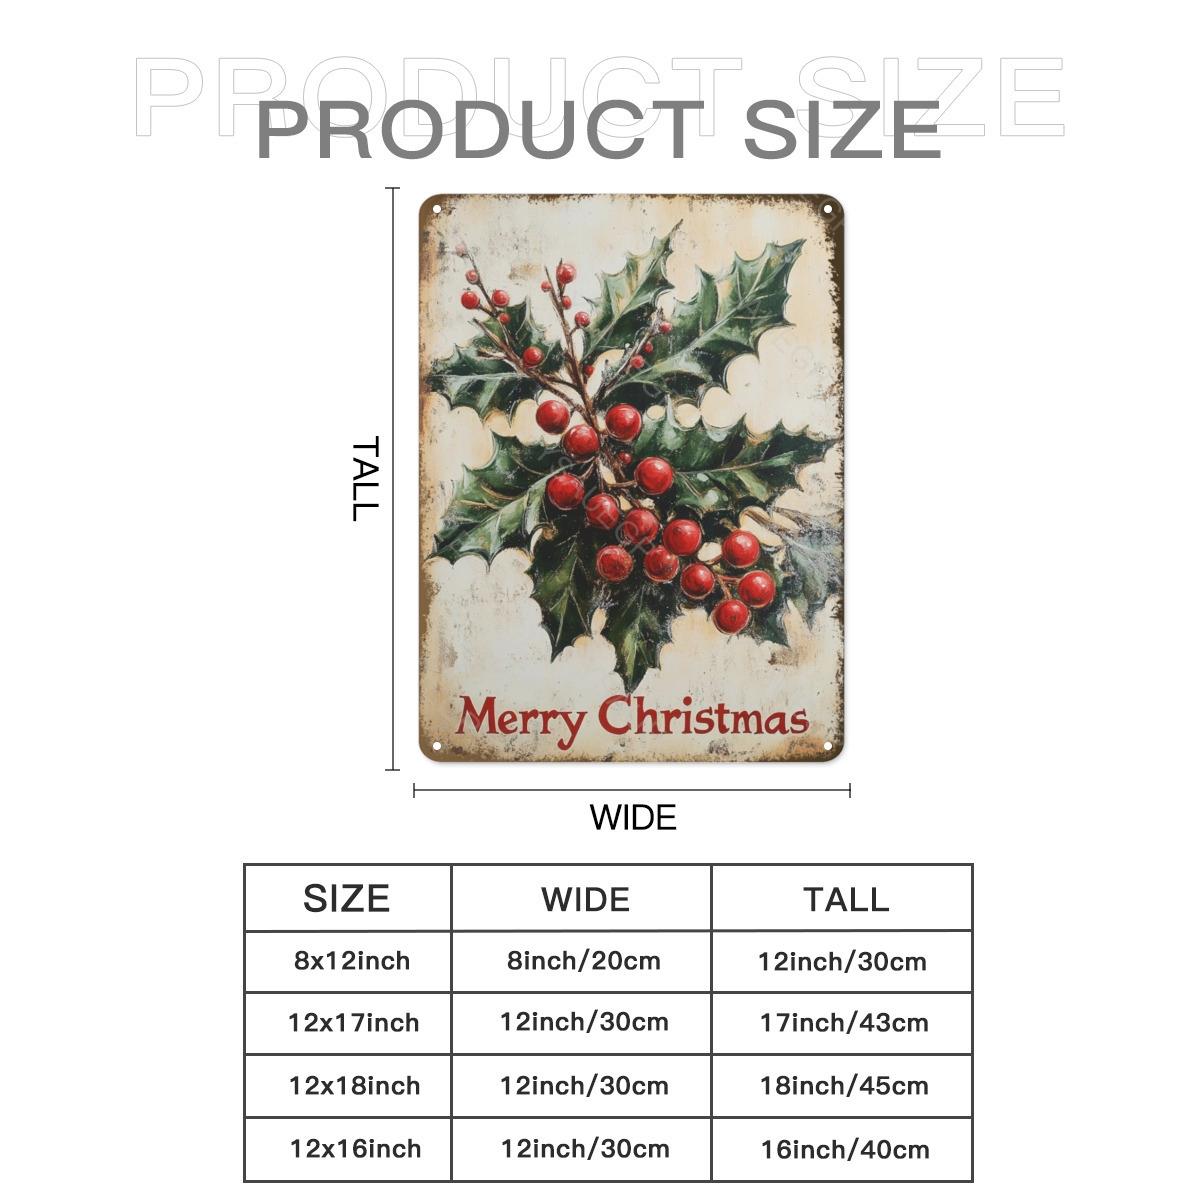 PRODUCT SIZE
PRODUCT SIZE
TALL
Merry Christmas
WIDE
SIZE WIDE TALL
8x12inch 8inch/20cm 12inch/30cm
12x17inch 12inch/30cm 17inch/43cm
12x18inch 12inch/30cm 18inch/45cm
12x16inch 12inch/30cm 16inch/40cm